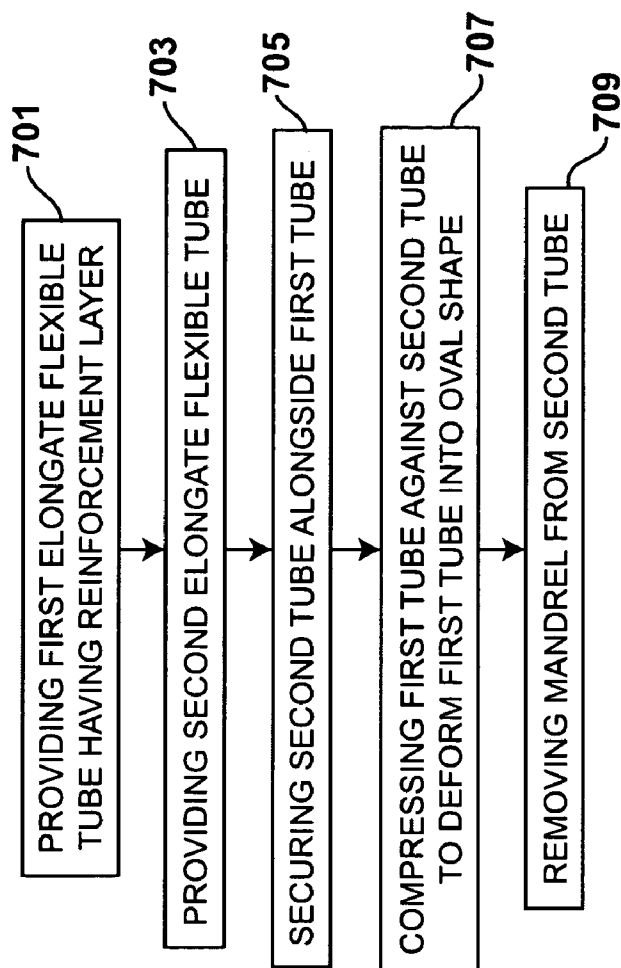 701
PROVIDING FIRST ELONGATE FLEXIBLE
TUBE HAVING REINFORCEMENT LAYER
703
PROVIDING SECOND ELONGATE FLEXIBLE TUBE
705
SECURING SECOND TUBE ALONGSIDE FIRST TUBE
707
COMPRESSING FIRST TUBE AGAINST SECOND TUBE
TO DEFORM FIRST TUBE INTO OVAL SHAPE
709
REMOVING MANDREL FROM SECOND TUBE